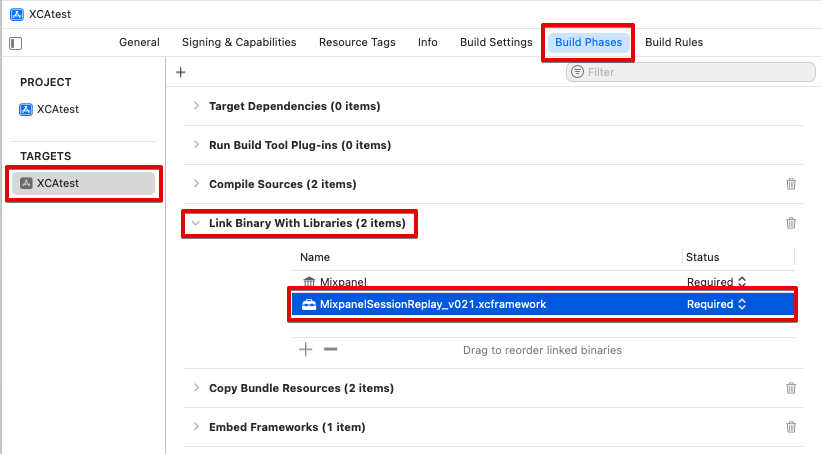 XCAtest
General Signing & Capabilities Resource Tags Info Build Settings Build Phases Build Rules
Filter
PROJECT
XCAtest
TARGETS
XCAtest
Target Dependencies (0 items)
Run Build Tool Plug-ins (0 items)
Compile Sources (2 items)
Link Binary With Libraries (2 items)
Name Status
Mixpanel Required
MixpanelSessionReplay_v021.xcframework Required
Drag to reorder linked binaries
Copy Bundle Resources (2 items)
Embed Frameworks (1 item)